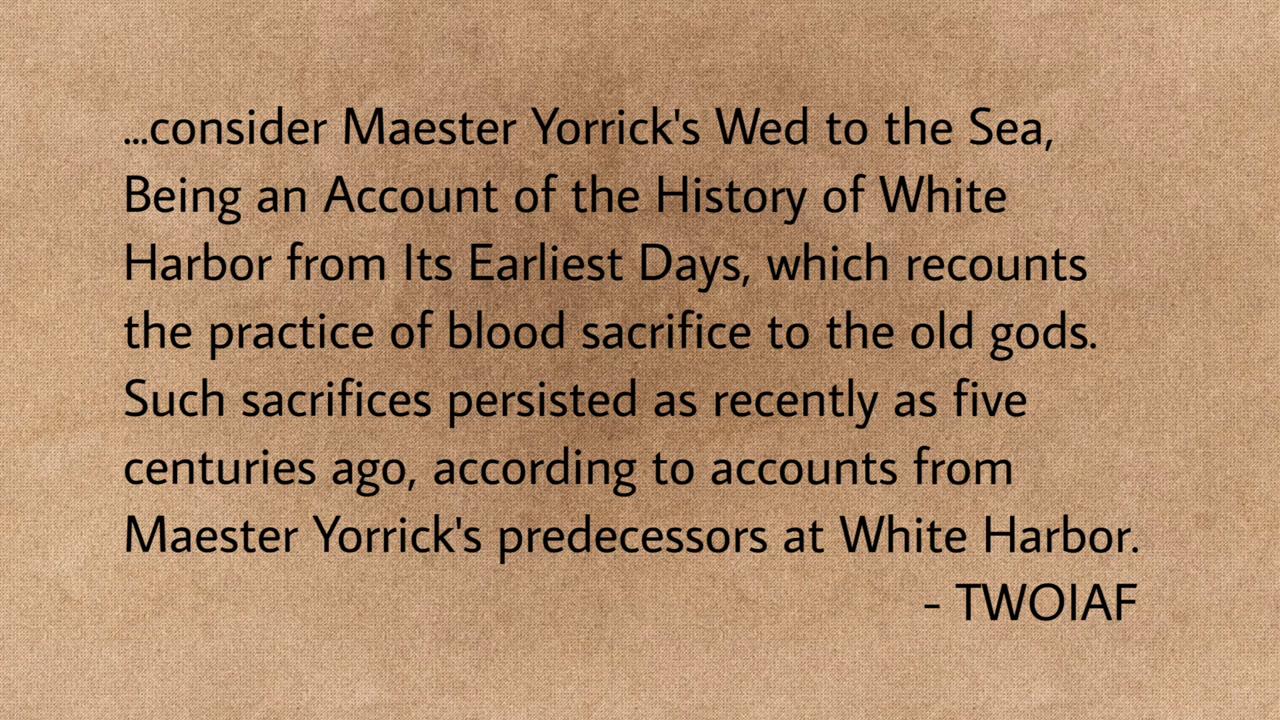 ...consider Maester Yorrick's Wed to the Sea,
Being an Account of the History of White
Harbor from Its Earliest Days, which recounts
the practice of blood sacrifice to the old gods.
Such sacrifices persisted as recently as five
centuries ago, according to accounts from
Maester Yorrick's predecessors at White Harbor.
- TWOIAF